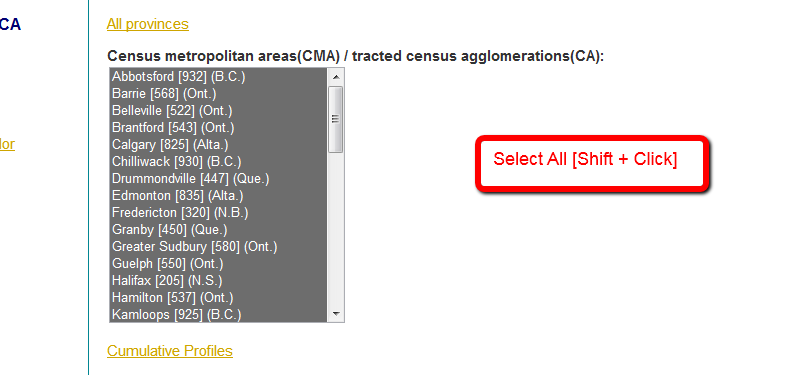 CA
All provinces
Census metropolitan areas(CMA) / tracted census agglomerations(CA):
Abbotsford [932] (B.C.)
Barrie [568] (Ont.)
Belleville [522] (Ont.)
Brantford [543] (Ont.)
Calgary [825] (Alta.)
lor
Chilliwack [930] (B.C.)
Select All [Shift + Click]
Drummondville [447] (Que.)
Edmonton [835] (Alta.)
Fredericton [320] (N.B.)
Granby [450] (Que.)
Greater Sudbury [580] (Ont.)
Guelph [550] (Ont.)
Halifax [205] (N.S.)
Hamilton [537] (Ont.)
Kamloops [925] (B.C.)
Cumulative Profiles